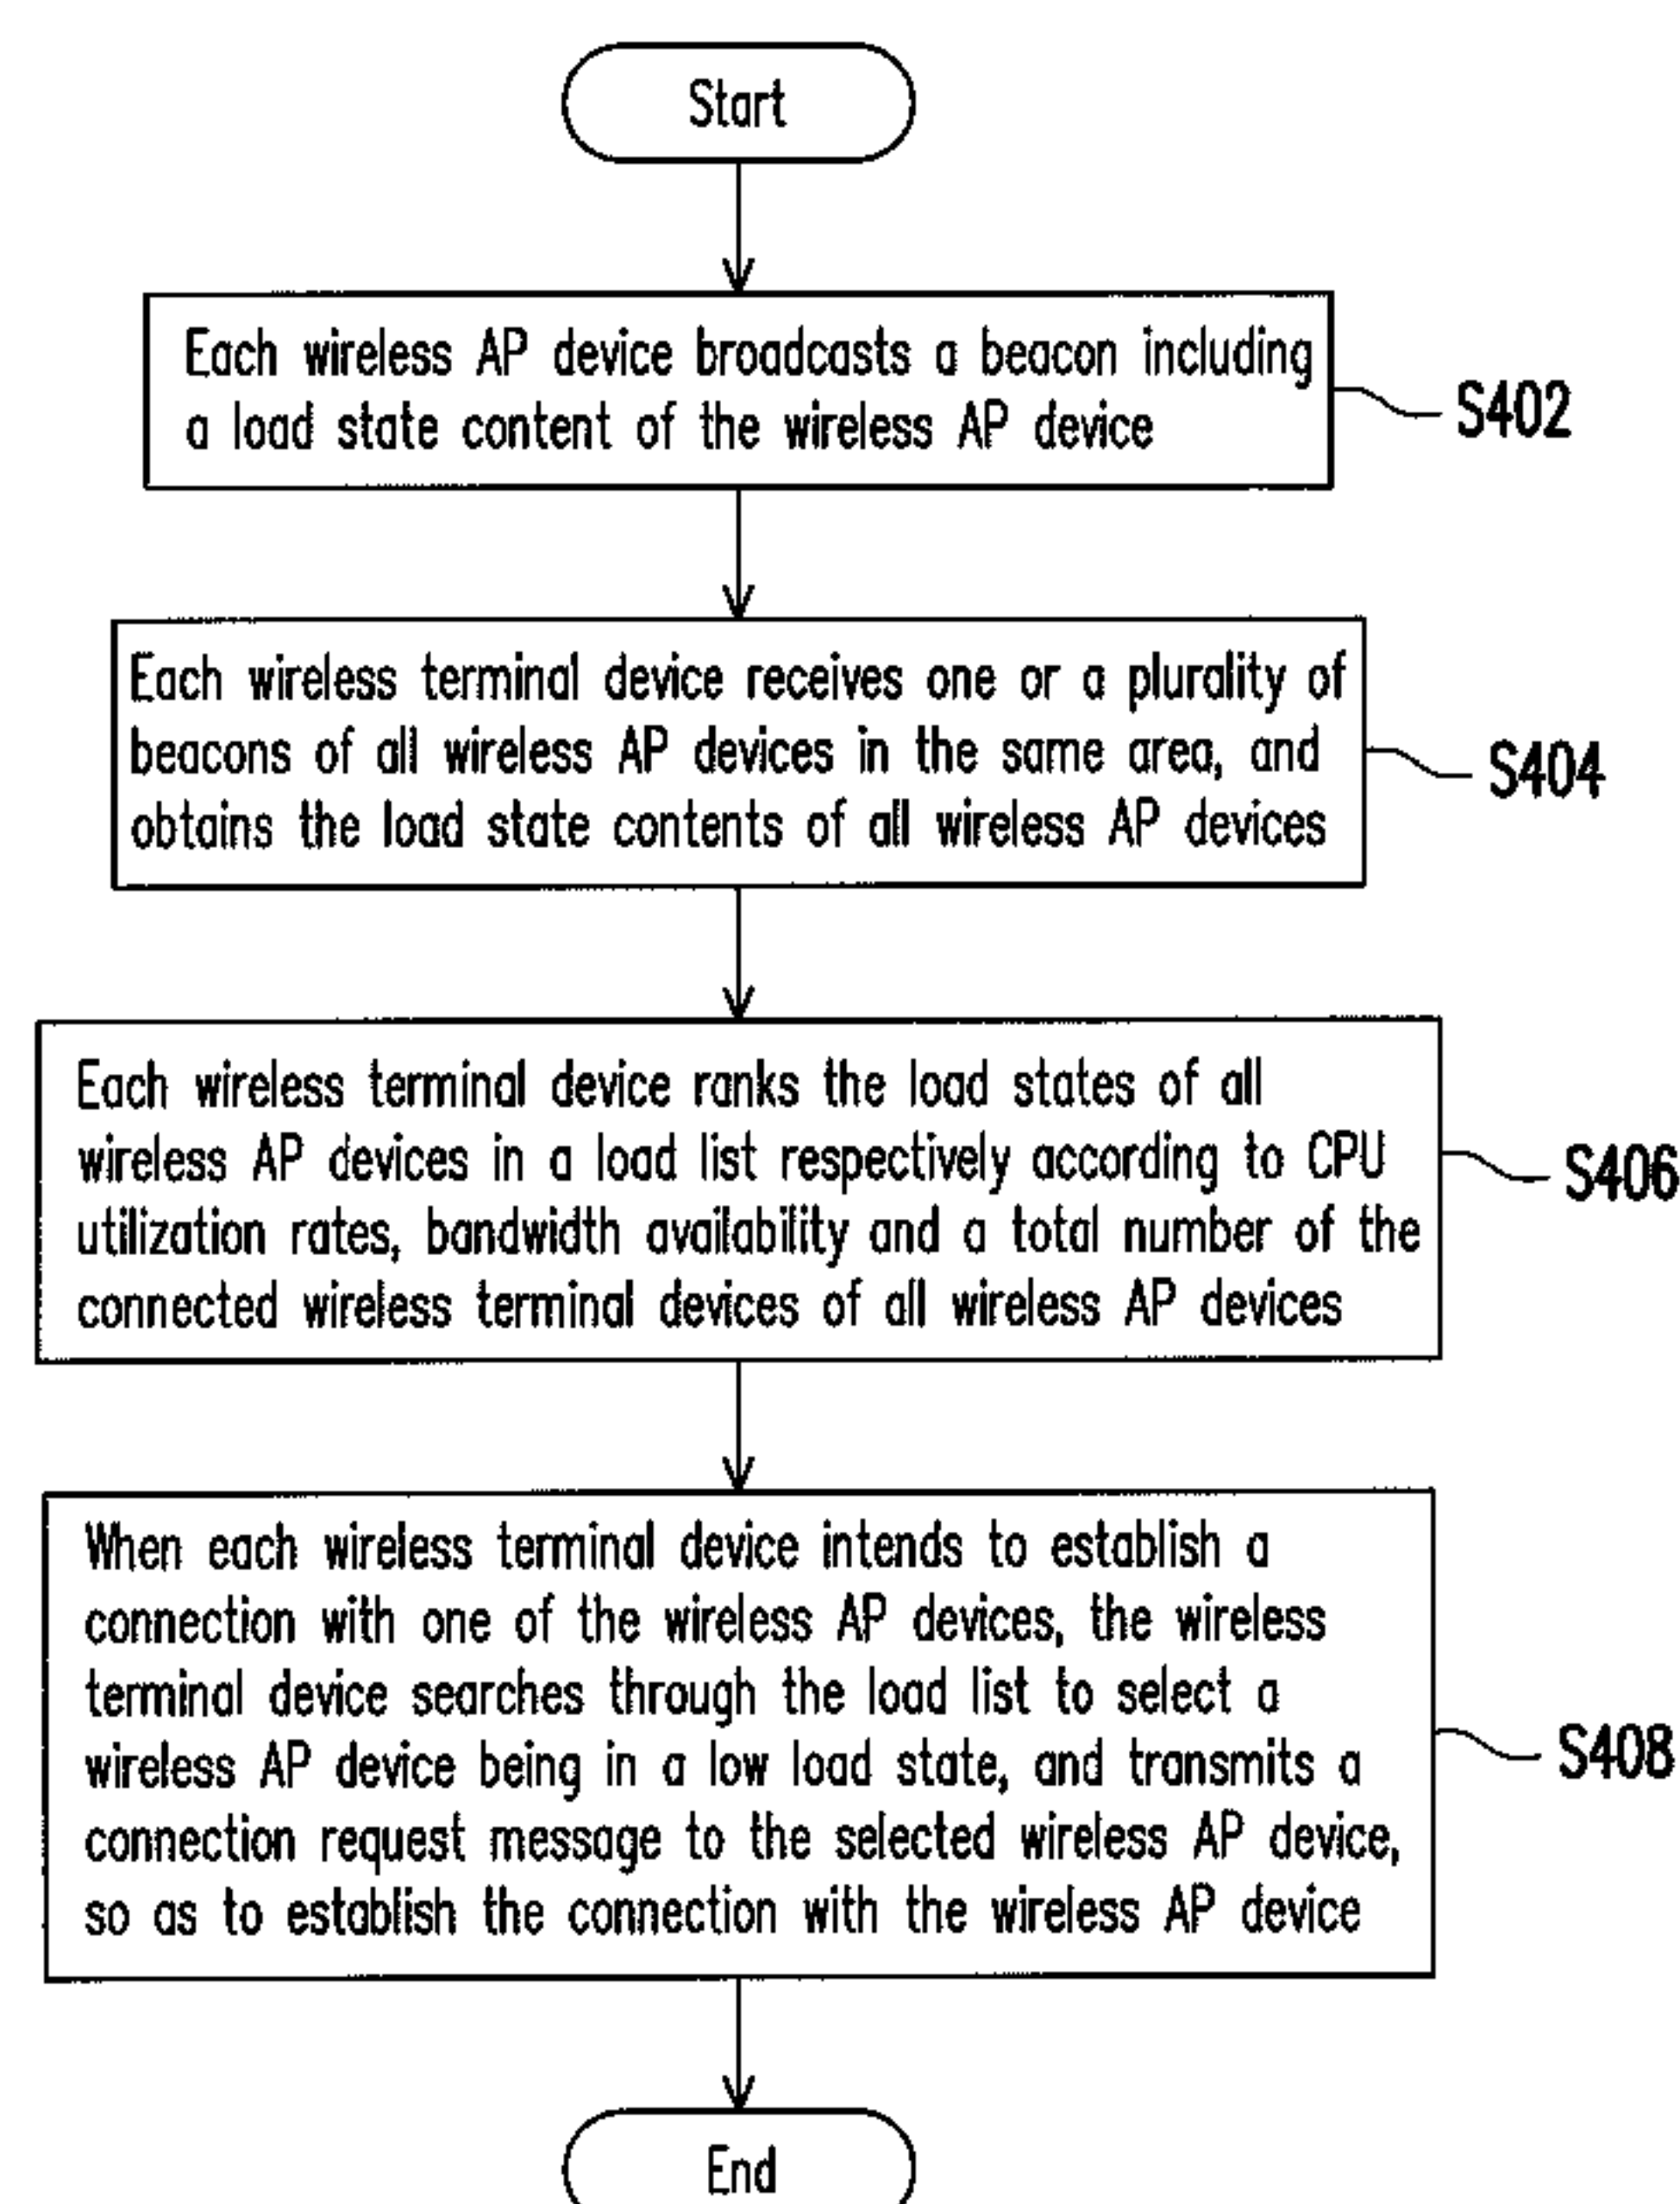 Start
Each wireless AP device broadcasts a beacon including
a load state content of the wireless AP device
S402
Each wireless terminal device receives one or a plurality of
beacons of all wireless AP devices in the same area, and
obtains the load state contents of all wireless AP devices
S404
Each wireless terminal device ranks the load states of all
wireless AP devices in a load list respectively according to CPU
utilization rates, bandwidth availability and a total number of the
connected wireless terminal devices of all wireless AP devices
S406
When each wireless terminal device intends to establish a
connection with one of the wireless AP devices, the wireless
terminal device searches through the load list to select a
wireless AP device being in a low load state, and transmits a
connection request message to the selected wireless AP device,
so as to establish the connection with the wireless AP device
S408
End